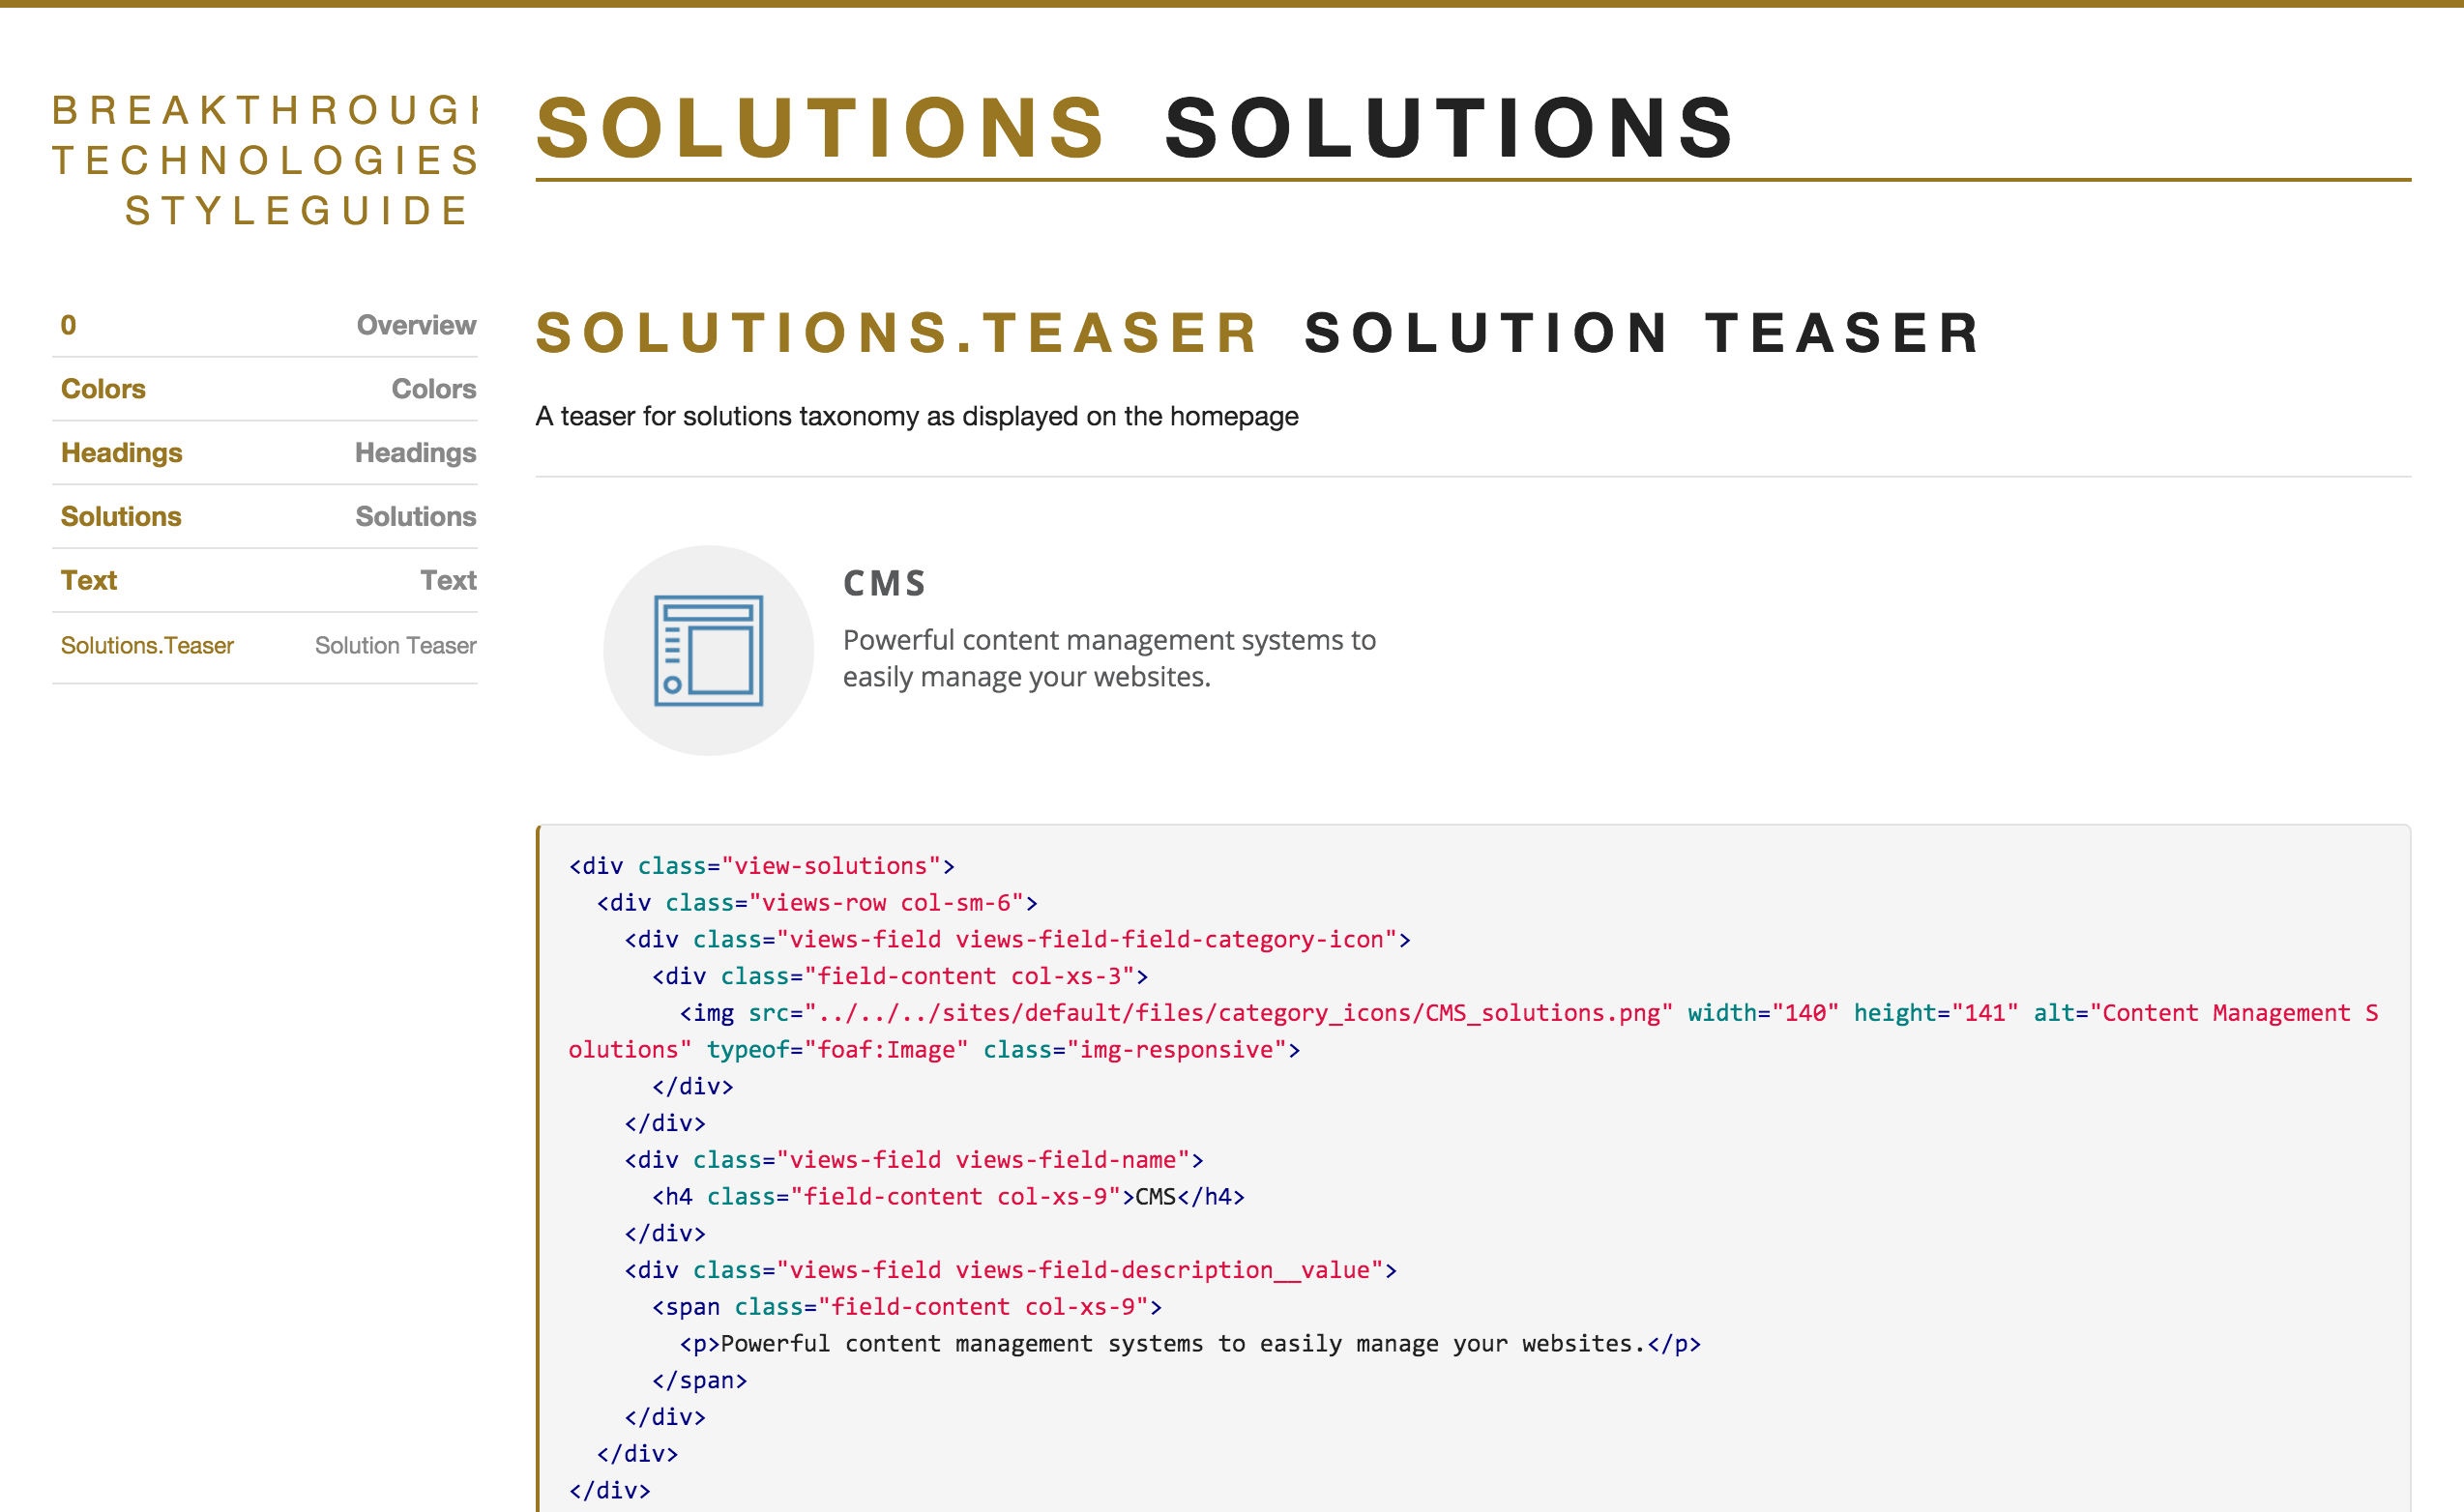 BREAKTHROUGH
TECHNOLOGIES
STYLEGUIDE
0 Overview
Colors Colors
Headings Headings
Solutions Solutions
Text Text
Solutions.Teaser Solution Teaser
SOLUTIONS SOLUTIONS
SOLUTIONS.TEASER SOLUTION TEASER
A teaser for solutions taxonomy as displayed on the homepage
CMS
Powerful content management systems to
easily manage your websites.
<div class="view-solutions">
  <div class="views-row col-sm-6">
    <div class="views-field views-field-field-category-icon">
      <div class="field-content col-xs-3">
        <img src="../../../sites/default/files/category_icons/CMS_solutions.png" width="140" height="141" alt="Content Management S
olutions" typeof="foaf:Image" class="img-responsive">
      </div>
    </div>
    <div class="views-field views-field-name">
      <h4 class="field-content col-xs-9">CMS</h4>
    </div>
    <div class="views-field views-field-description__value">
      <span class="field-content col-xs-9">
        <p>Powerful content management systems to easily manage your websites.</p>
      </span>
    </div>
  </div>
</div>